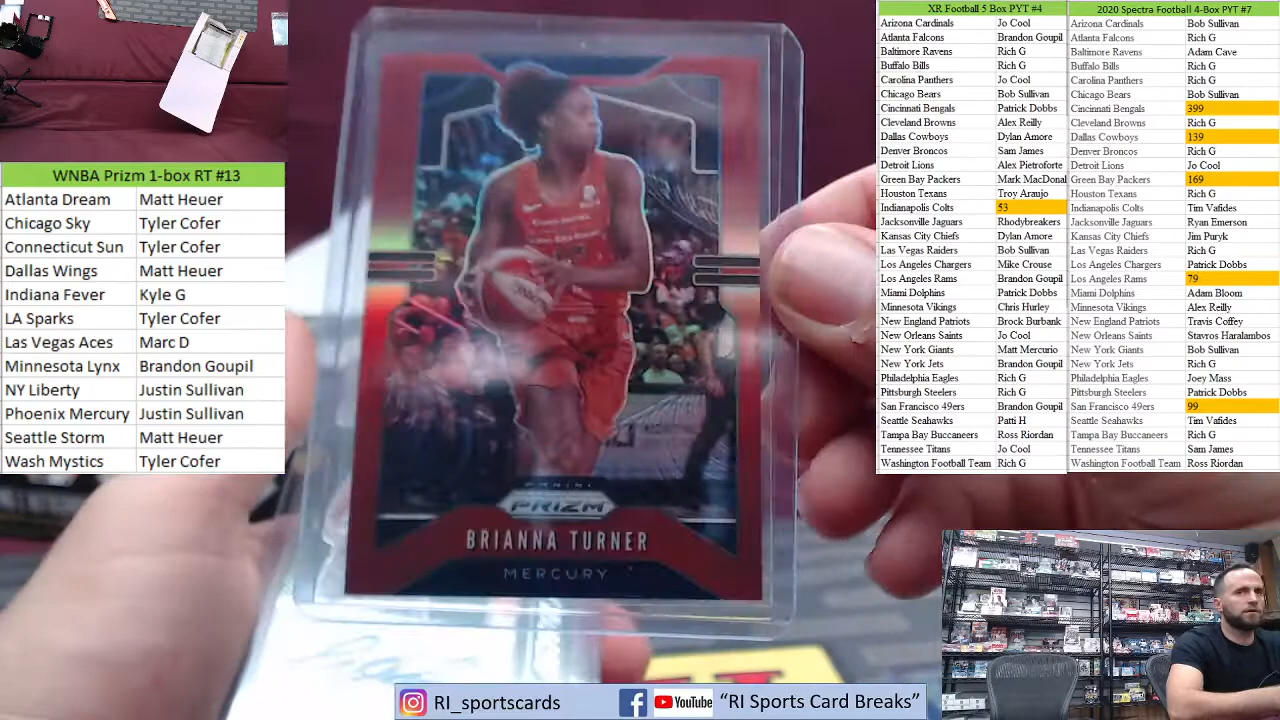 WNBA Prizm 1-box RT #13
Atlanta Dream Matt Heuer
Chicago Sky Tyler Cofer
Connecticut Sun Tyler Cofer
Dallas Wings Matt Heuer
Indiana Fever Kyle G
LA Sparks Tyler Cofer
Las Vegas Aces Marc D
Minnesota Lynx Brandon Goupil
NY Liberty Justin Sullivan
Phoenix Mercury Justin Sullivan
Seattle Storm Matt Heuer
Wash Mystics Tyler Cofer
PANINI
PRIZM
BRIANNA TURNER
MERCURY
XR Football 5 Box PYT #4
Arizona Cardinals Jo Cool
Atlanta Falcons Brandon Goupil
Baltimore Ravens Rich G
Buffalo Bills Rich G
Carolina Panthers Jo Cool
Chicago Bears Bob Sullivan
Cincinnati Bengals Patrick Dobbs
Cleveland Browns Alex Reilly
Dallas Cowboys Dylan Amore
Denver Broncos Sam James
Detroit Lions Alex Pietroforte
Green Bay Packers Mark MacDonal
Houston Texans Troy Araujo
Indianapolis Colts 53
Jacksonville Jaguars Rhodybreakers
Kansas City Chiefs Dylan Amore
Las Vegas Raiders Bob Sullivan
Los Angeles Chargers Mike Crouse
Los Angeles Rams Brandon Goupil
Miami Dolphins Patrick Dobbs
Minnesota Vikings Chris Hurley
New England Patriots Brock Burbank
New Orleans Saints Jo Cool
New York Giants Matt Mercurio
New York Jets Brandon Goupil
Philadelphia Eagles Rich G
Pittsburg Steelers Rich G
San Francisco 49ers Brandon Goupil
Seattle Seahawks Patti H
Tampa Bay Buccaneers Ross Riordan
Tennessee Titans Jo Cool
Washington Football Team Rich G
2020 Spectra Football 4-Box PYT #7
Arizona Cardinals Bob Sullivan
Atlanta Falcons Rich G
Baltimore Ravens Adam Cave
Buffalo Bills Rich G
Carolina Panthers Rich G
Chicago Bears Bob Sullivan
Cincinnati Bengals 399
Cleveland Browns Rich G
Dallas Cowboys 139
Denver Broncos Rich G
Detroit Lions Jo Cool
Green Bay Packers 169
Houston Texans Rich G
Indianapolis Colts Tim Vafides
Jacksonville Jaguars Ryan Emerson
Kansas City Chiefs Jim Puryk
Las Vegas Raiders Rich G
Los Angeles Chargers Patrick Dobbs
Los Angeles Rams 79
Miami Dolphins Adam Bloom
Minnesota Vikings Alex Reilly
New England Patriots Travis Coffey
New Orleans Saints Stavros Haralambos
New York Giants Bob Sullivan
New York Jets Rich G
Philadelphia Eagles Joey Mass
Pittsburg Steelers Patrick Dobbs
San Francisco 49ers 99
Seattle Seahawks Tim Vafides
Tampa Bay Buccaneers Rich G
Tennessee Titans Sam James
Washington Football Team Ross Riordan
RI_sportscards YouTube "RI Sports Card Breaks"